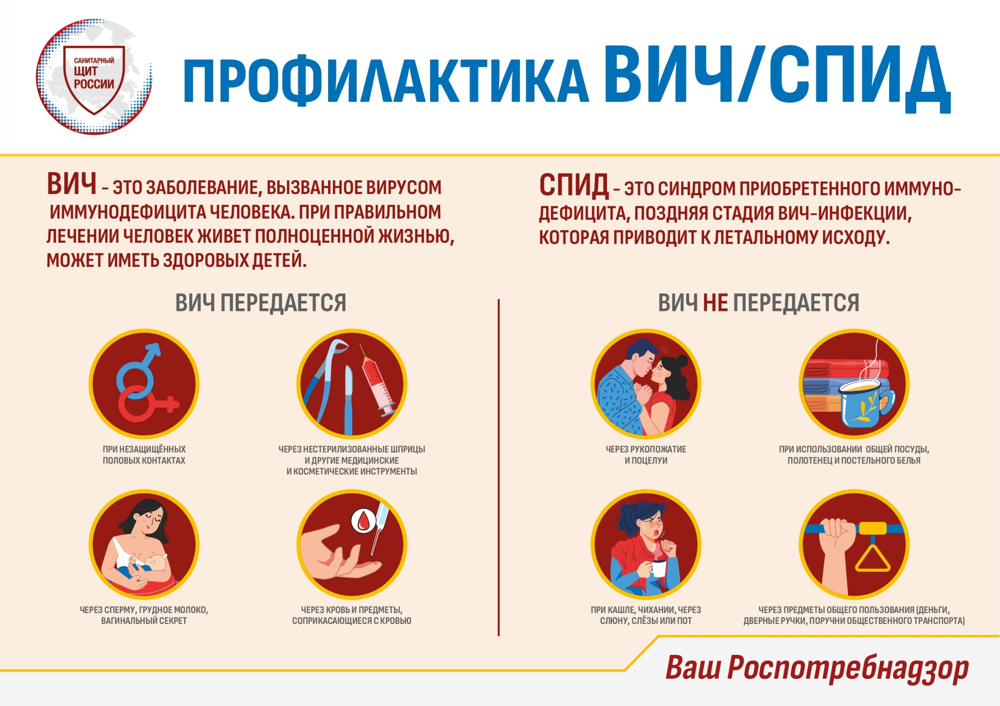 САНИТАРНЫЙ
ЩИТ
РОССИИ
ПРОФИЛАКТИКА ВИЧ/СПИД
ВИЧ - ЭТО ЗАБОЛЕВАНИЕ, ВЫЗВАННОЕ ВИРУСОМ
ИММУНОДЕФИЦИТА ЧЕЛОВЕКА. ПРИ ПРАВИЛЬНОМ
ЛЕЧЕНИИ ЧЕЛОВЕК ЖИВЕТ ПОЛНОЦЕННОЙ ЖИЗНЬЮ,
МОЖЕТ ИМЕТЬ ЗДОРОВЫХ ДЕТЕЙ.
СПИД - ЭТО СИНДРОМ ПРИОБРЕТЕННОГО ИММУНО-
ДЕФИЦИТА, ПОЗДНЯЯ СТАДИЯ ВИЧ-ИНФЕКЦИИ,
КОТОРАЯ ПРИВОДИТ К ЛЕТАЛЬНОМУ ИСХОДУ.
ВИЧ ПЕРЕДАЕТСЯ
ПРИ НЕЗАЩИЩЁННЫХ
ПОЛОВЫХ КОНТАКТАХ
ЧЕРЕЗ НЕСТЕРИЛИЗОВАННЫЕ ШПРИЦЫ
И ДРУГИЕ МЕДИЦИНСКИЕ
И КОСМЕТИЧЕСКИЕ ИНСТРУМЕНТЫ
ЧЕРЕЗ СПЕРМУ, ГРУДНОЕ МОЛОКО,
ВАГИНАЛЬНЫЙ СЕКРЕТ
ЧЕРЕЗ КРОВЬ И ПРЕДМЕТЫ,
СОПРИКАСАЮЩИЕСЯ С КРОВЬЮ
ВИЧ НЕ ПЕРЕДАЕТСЯ
ЧЕРЕЗ РУКОПОЖАТИЕ
И ПОЦЕЛУИ
ПРИ ИСПОЛЬЗОВАНИИ ОБЩЕЙ ПОСУДЫ,
ПОЛОТЕНЕЦ И ПОСТЕЛЬНОГО БЕЛЬЯ
ПРИ КАШЛЕ, ЧИХАНИИ, ЧЕРЕЗ
СЛЮНУ, СЛЁЗЫ ИЛИ ПОТ
ЧЕРЕЗ ПРЕДМЕТЫ ОБЩЕГО ПОЛЬЗОВАНИЯ (ДЕНЬГИ,
ДВЕРНЫЕ РУЧКИ, ПОРУЧНИ ОБЩЕСТВЕННОГО ТРАНСПОРТА)
Ваш Роспотребнадзор